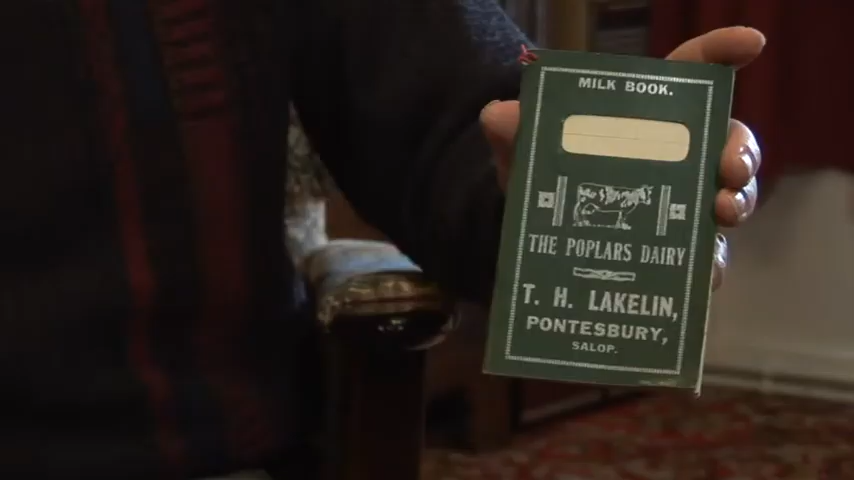 MILK BOOK.
THE POPLARS DAIRY
T. H. LAKELIN,
PONTESBURY,
SALOP.